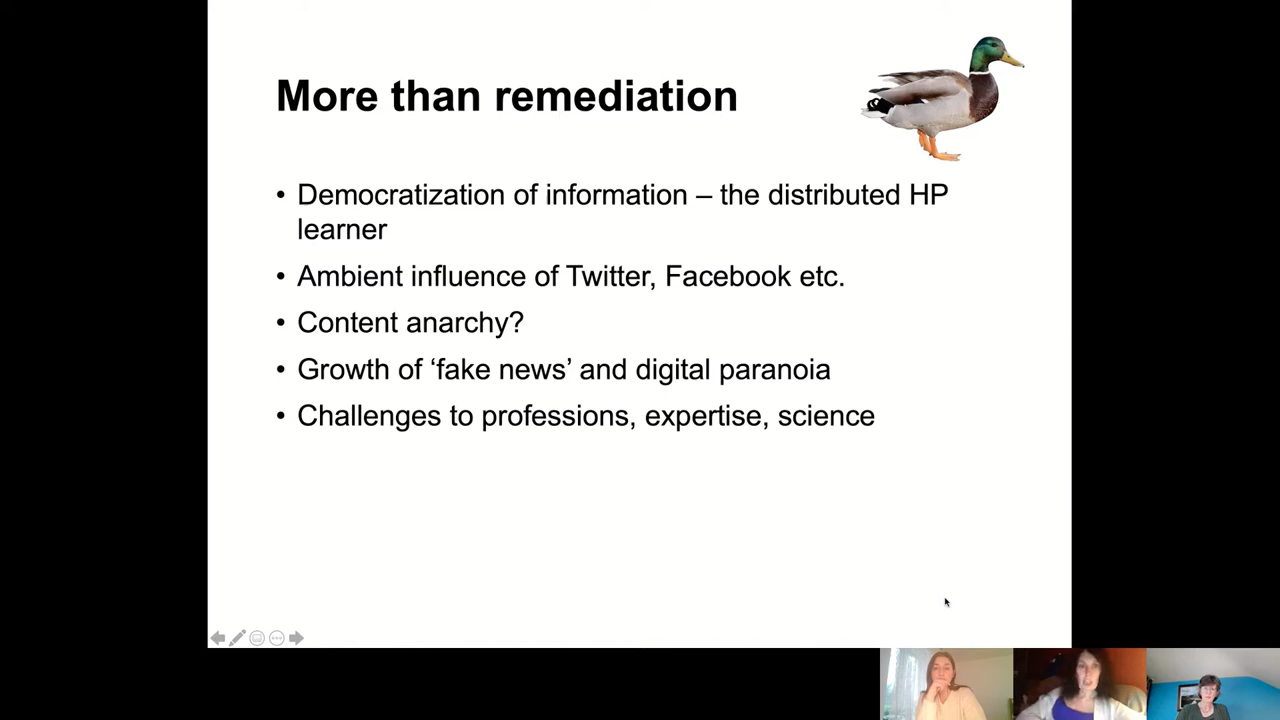 More than remediation
• Democratization of information – the distributed HP
learner
• Ambient influence of Twitter, Facebook etc.
• Content anarchy?
• Growth of ‘fake news’ and digital paranoia
• Challenges to professions, expertise, science